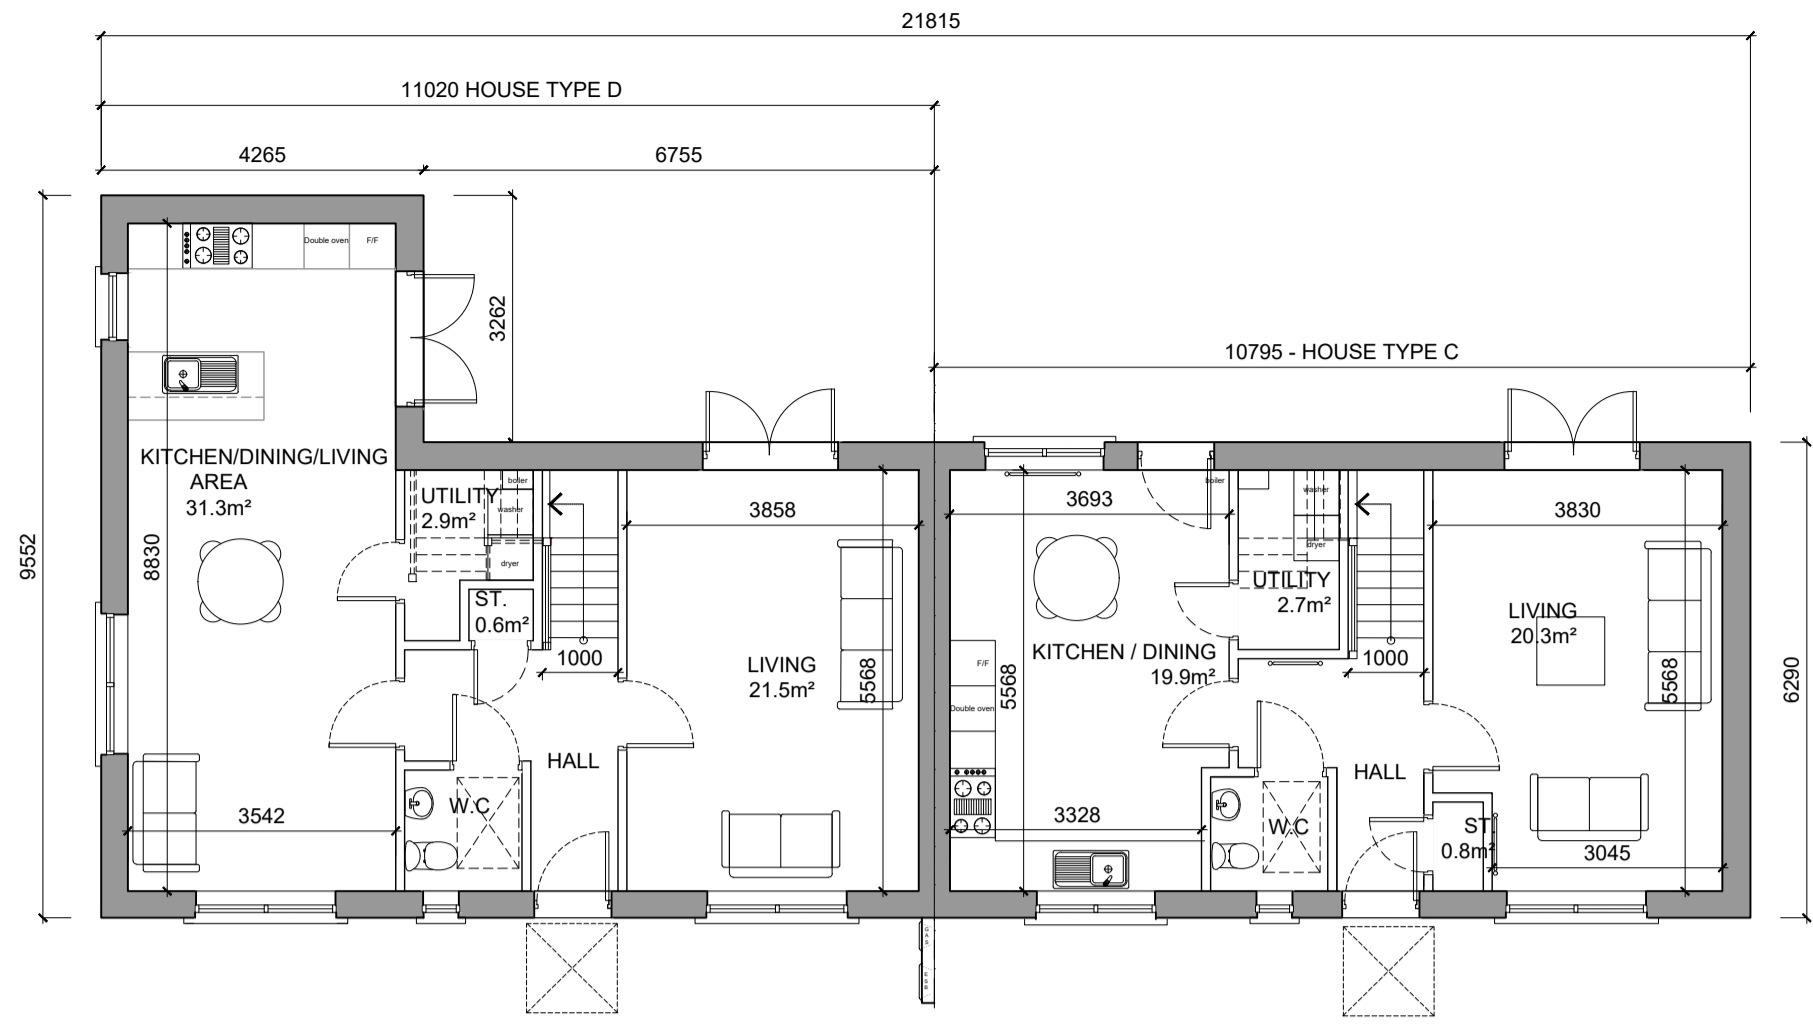 21815
11020 HOUSE TYPE D
4265
6755
9552
8830
3262
Double oven
F/F
KITCHEN/DINING/LIVING
AREA
31.3m²
UTILITY
2.9m²
boiler
washer
dryer
ST.
0.6m²
1000
3858
LIVING
21.5m²
5568
HALL
W.C
3542
10795 - HOUSE TYPE C
3693
boiler
washer
dryer
UTILITY
2.7m²
KITCHEN / DINING
19.9m²
5568
F/F
Double oven
3328
1000
3830
LIVING
20.3m²
5568
6290
HALL
W.C
ST
0.8m²
3045
GAS
ESB